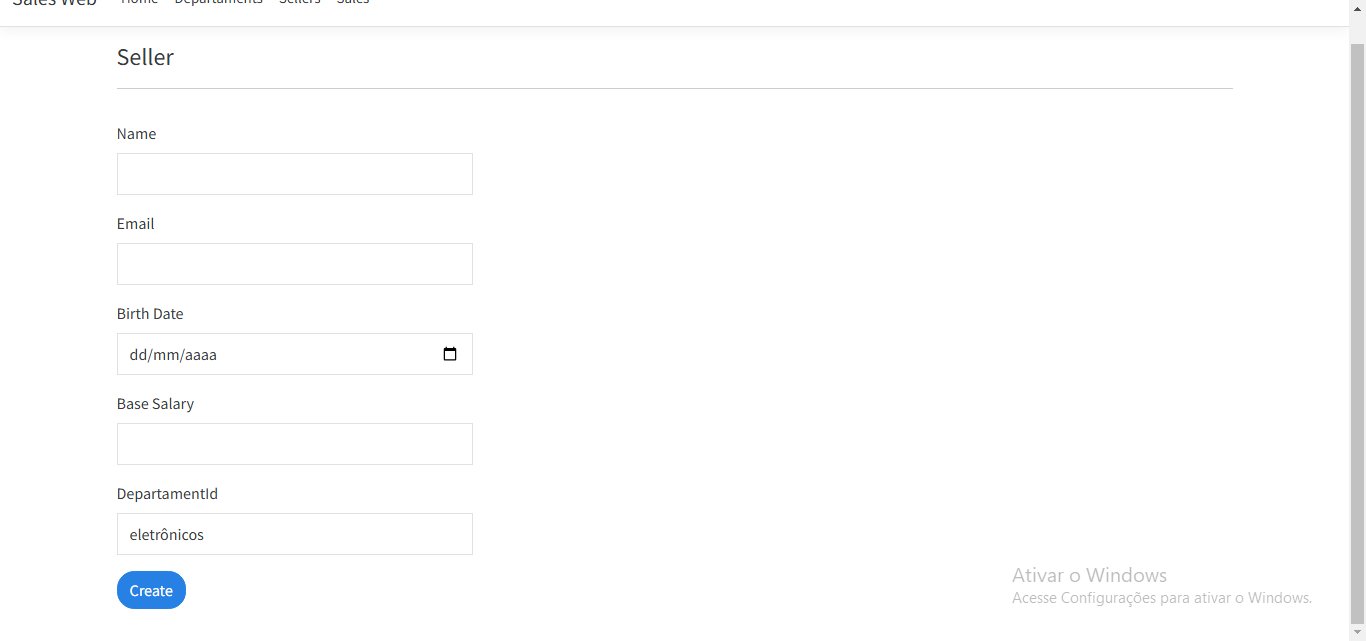 Sales Web Home Departaments Sellers Sales
Seller
Name
Email
Birth Date
dd/mm/aaaa
Base Salary
DepartamentId
eletrônicos
Create
Ativar o Windows
Acesse Configurações para ativar o Windows.